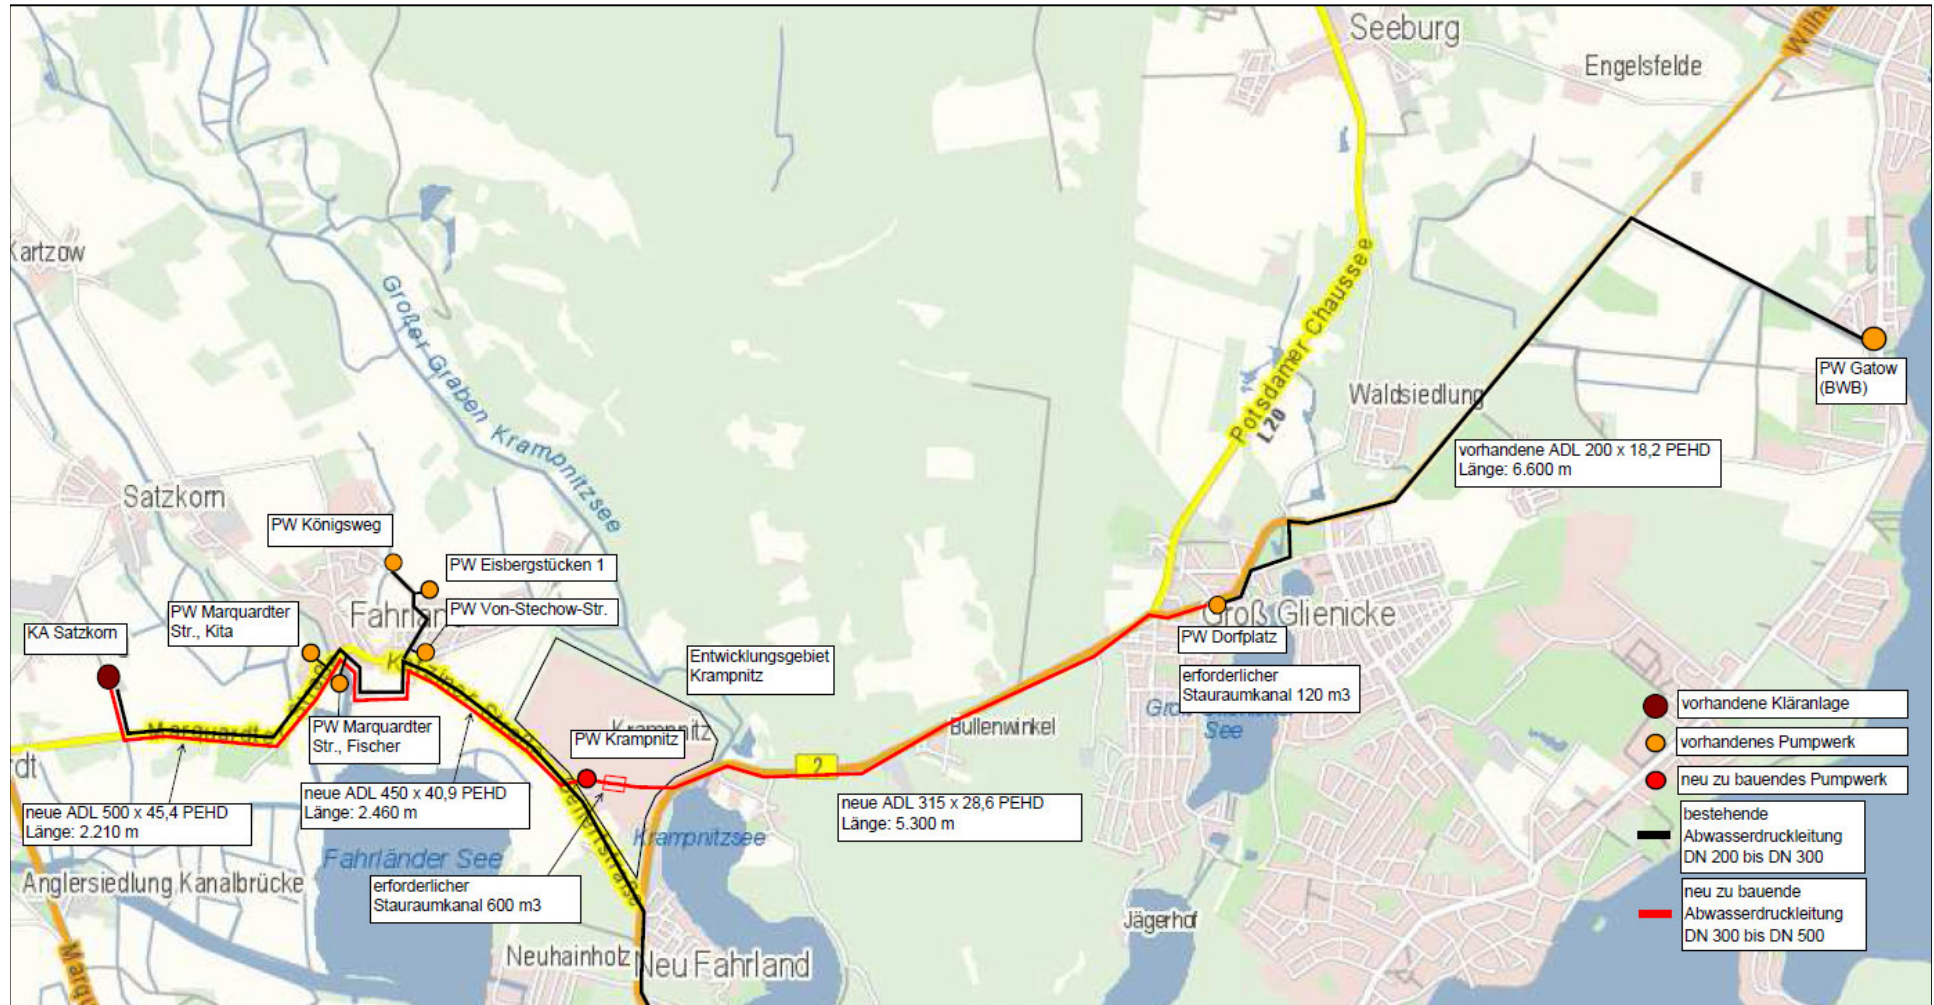 Seeburg
Engelsfelde
Kartzow
Großer Graben Krampnitzsee
Potsdamer Chaussee
L20
Waldsiedlung
PW Gatow
(BWB)
vorhandene ADL 200 x 18,2 PEHD
Länge: 6.600 m
Satzkorn
PW Königsweg
PW Eisbergstücken 1
PW Marquardter
Str., Kita
Fahrland
PW Von-Stechow-Str.
KA Satzkorn
Groß Glienicke
PW Dorfplatz
Entwicklungsgebiet
Krampnitz
erforderlicher
Stauraumkanal 120 m3
PW Marquardter
Str., Fischer
Krampnitz
PW Krampnitz
Bullenwinkel
See
2
neue ADL 500 x 45,4 PEHD
Länge: 2.210 m
neue ADL 450 x 40,9 PEHD
Länge: 2.460 m
neue ADL 315 x 28,6 PEHD
Länge: 5.300 m
Krampnitzsee
Fahrländer See
Anglersiedlung Kanalbrücke
erforderlicher
Stauraumkanal 600 m3
Jägerhof
Neuhainholz
Neu Fahrland
vorhandene Kläranlage
vorhandenes Pumpwerk
neu zu bauendes Pumpwerk
bestehende
Abwasserdruckleitung
DN 200 bis DN 300
neu zu bauende
Abwasserdruckleitung
DN 300 bis DN 500